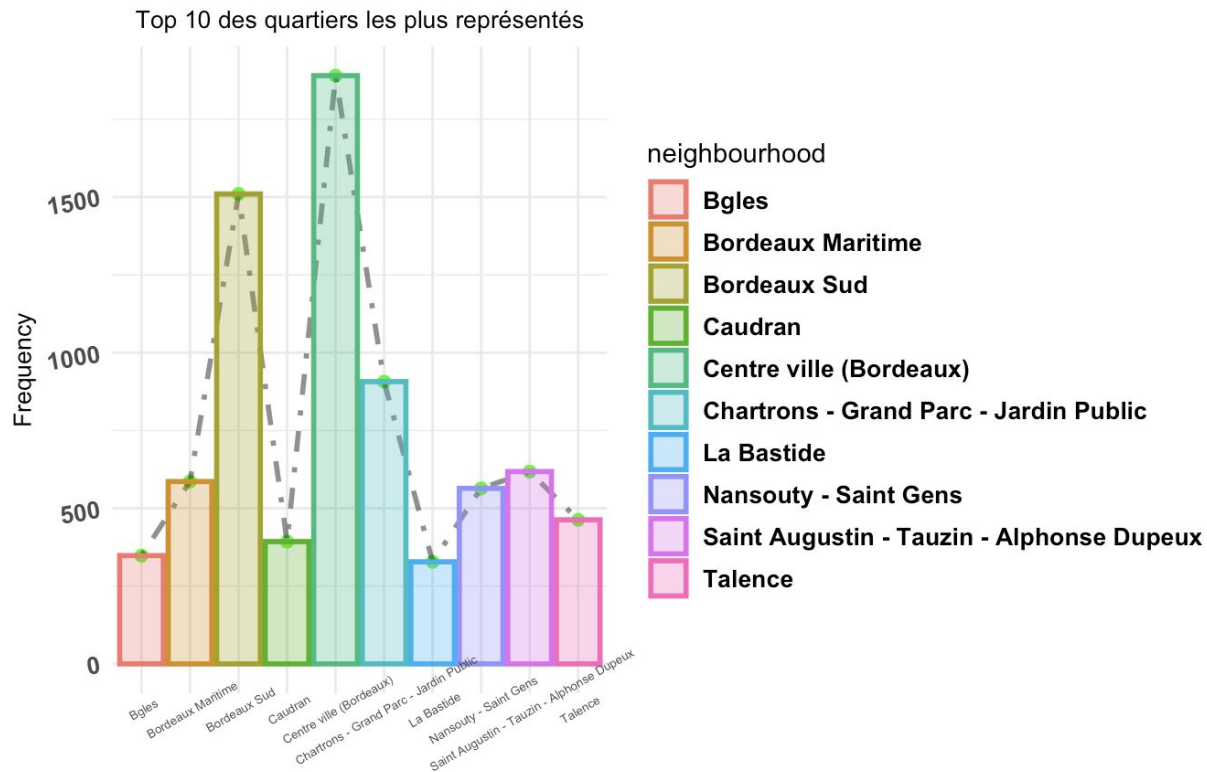 Top 10 des quartiers les plus représentés
Frequency
1500
1000
500
0
Bgles
Bordeaux Maritime
Bordeaux Sud
Caudran
Centre ville (Bordeaux)
Chartrons - Grand Parc - Jardin Public
La Bastide
Nansouty - Saint Gens
Saint Augustin - Tauzin - Alphonse Dupeux
Talence
neighbourhood
Bgles
Bordeaux Maritime
Bordeaux Sud
Caudran
Centre ville (Bordeaux)
Chartrons - Grand Parc - Jardin Public
La Bastide
Nansouty - Saint Gens
Saint Augustin - Tauzin - Alphonse Dupeux
Talence